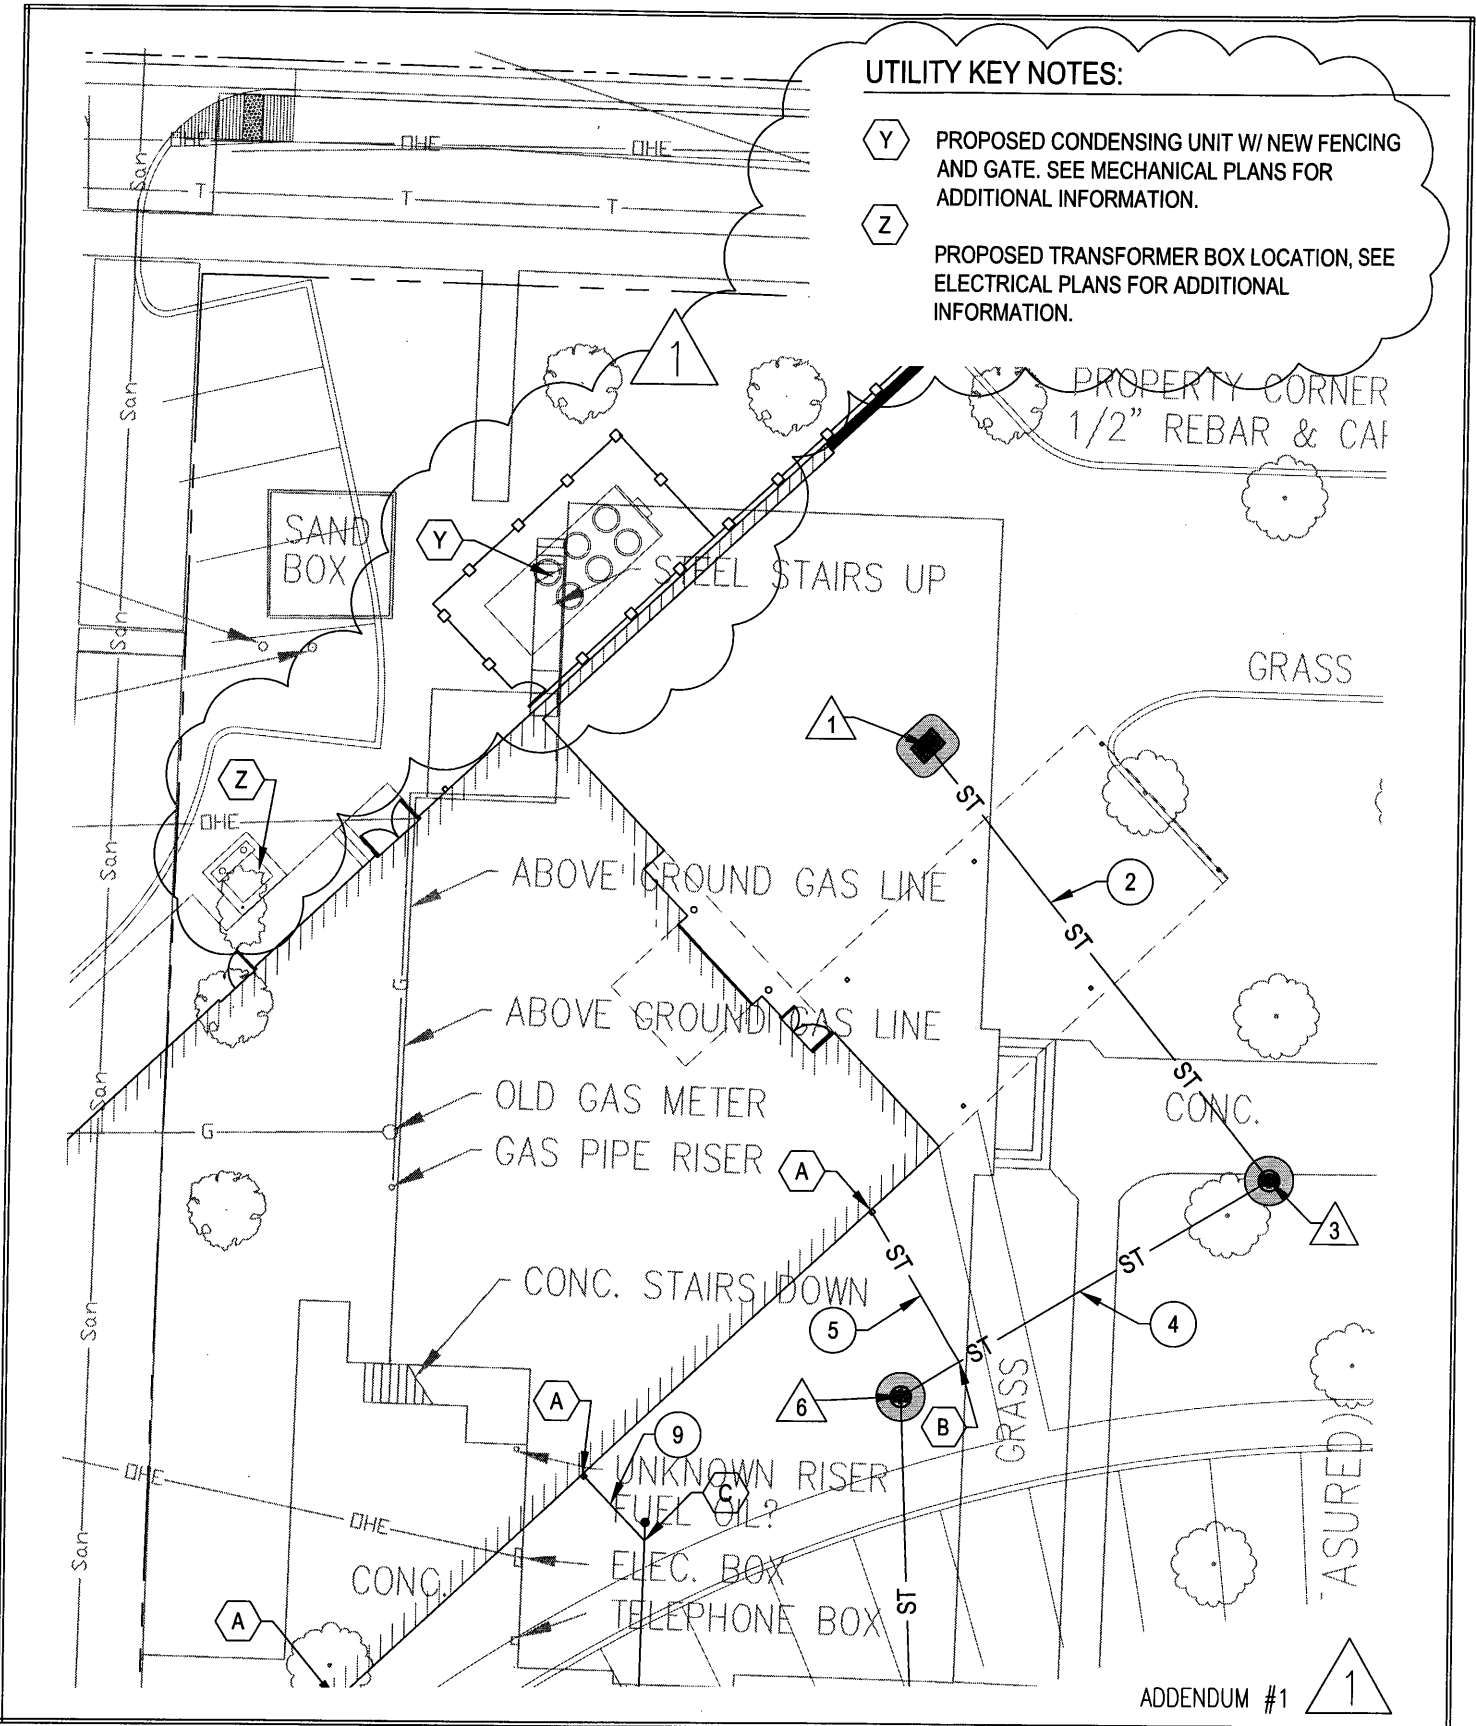 UTILITY KEY NOTES:
Y
PROPOSED CONDENSING UNIT W/ NEW FENCING
AND GATE. SEE MECHANICAL PLANS FOR
ADDITIONAL INFORMATION.
Z
PROPOSED TRANSFORMER BOX LOCATION, SEE
ELECTRICAL PLANS FOR ADDITIONAL
INFORMATION.
OHE OHE OHE
San
T T T
1
PROPERTY CORNER
1/2" REBAR & CAP
San
SAND
BOX
Y
STEEL STAIRS UP
San
GRASS
1
Z
ST
OHE
San
ABOVE GROUND GAS LINE
2
ST
G
ABOVE GROUND GAS LINE
ST
San
OLD GAS METER
CONC.
G
GAS PIPE RISER
A
3
ST
ST
CONC. STAIRS DOWN
San
5
4
ST
GRASS
A
6
B
9
OHE
UNKNOWN RISER
FUEL OIL?
C
OHE
San
CONC.
ELEC. BOX
TELEPHONE BOX
ST
ASURED)
A
ADDENDUM #1
1